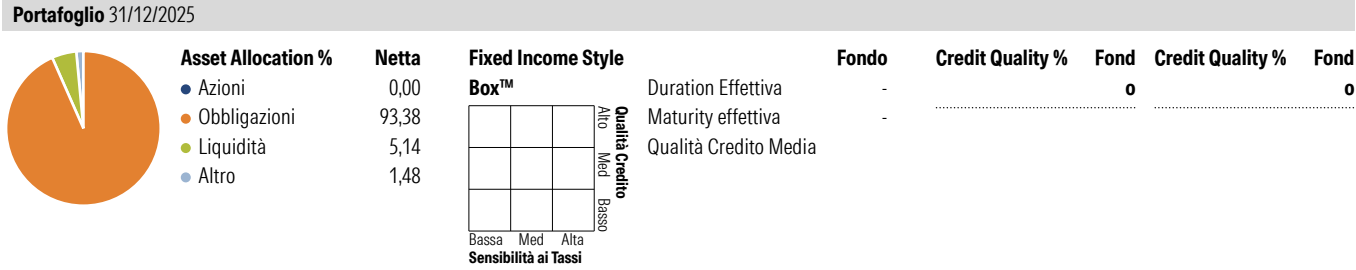 Portafoglio 31/12/2025
Asset Allocation % Netta
Azioni 0,00
Obbligazioni 93,38
Liquidità 5,14
Altro 1,48
Fixed Income Style
Box™
Alto Med Basso
Qualità Credito
Bassa Med Alta
Sensibilità ai Tassi
Fondo
Duration Effettiva -
Maturity effettiva -
Qualità Credito Media
Credit Quality % Fond
o
Credit Quality % Fond
o